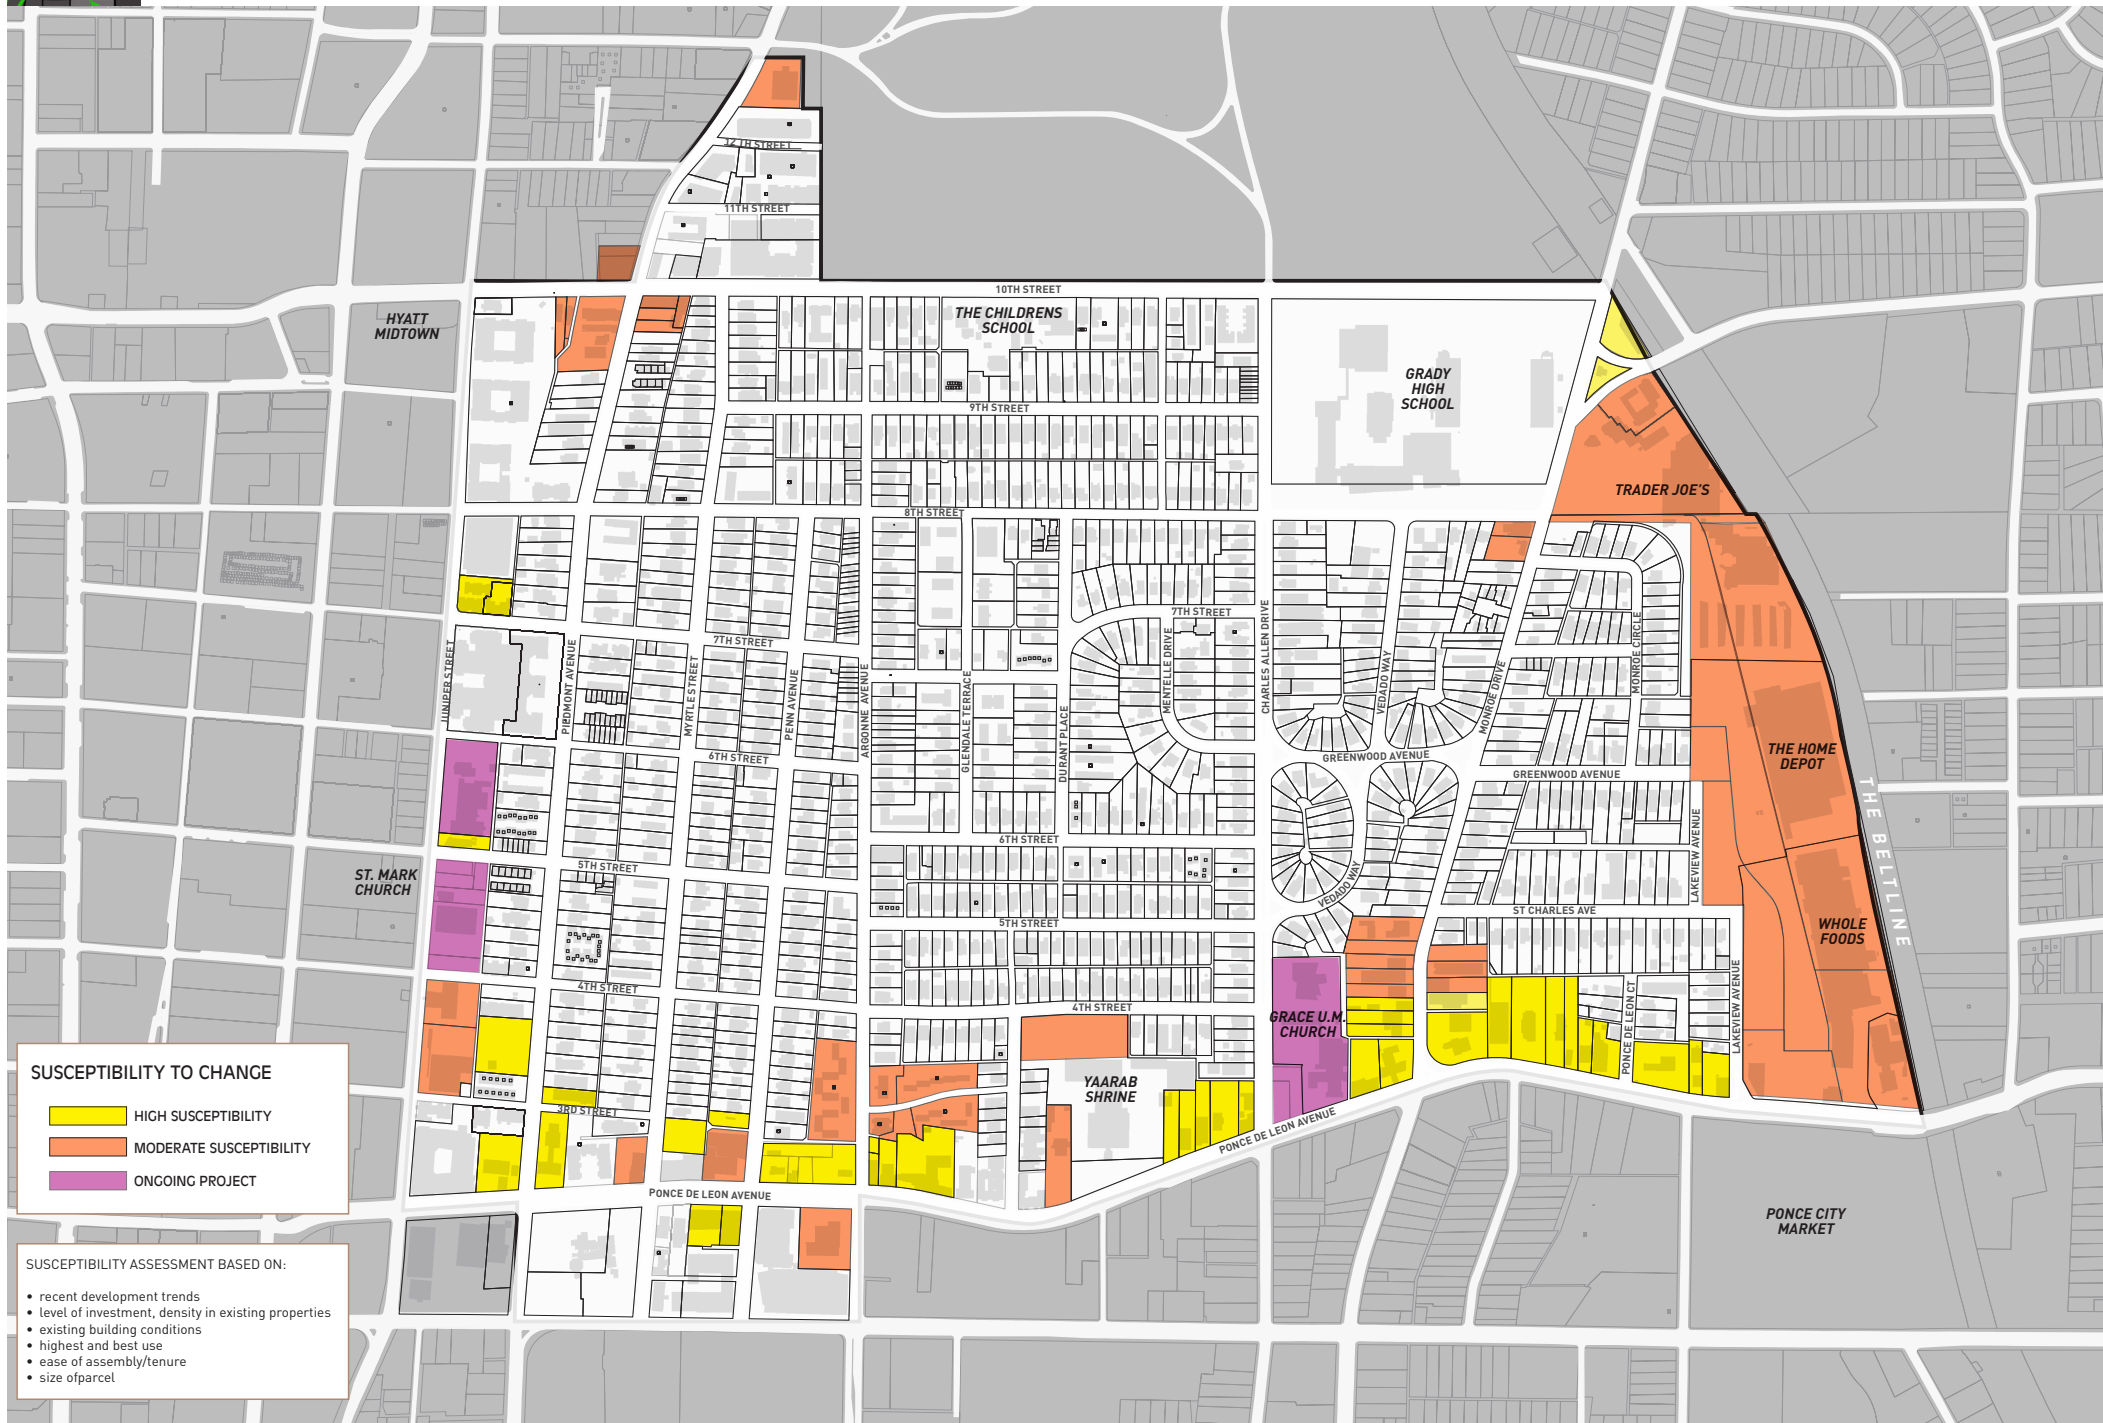 12TH STREET
11TH STREET
10TH STREET
HYATT
MIDTOWN
THE CHILDRENS
SCHOOL
GRADY
HIGH
SCHOOL
9TH STREET
TRADER JOE'S
8TH STREET
7TH STREET
7TH STREET
JUNIPER STREET
PIEDMONT AVENUE
MYRTLE STREET
PENN AVENUE
ARGONNE AVENUE
GLENDALE TERRACE
DURANT PLACE
MENTELLE DRIVE
CHARLES ALLEN DRIVE
VEDADO WAY
MONROE DRIVE
MONROE CIRCLE
6TH STREET
GREENWOOD AVENUE
GREENWOOD AVENUE
THE HOME
DEPOT
THE BELTLINE
6TH STREET
LAKEVIEW AVENUE
5TH STREET
ST. MARK
CHURCH
VEDADO WAY
ST CHARLES AVE
5TH STREET
WHOLE
FOODS
4TH STREET
4TH STREET
GRACE U.M.
CHURCH
PONCE DE LEON CT
LAKEVIEW AVENUE
YAARAB
SHRINE
3RD STREET
PONCE DE LEON AVENUE
PONCE DE LEON AVENUE
PONCE CITY
MARKET
SUSCEPTIBILITY TO CHANGE
HIGH SUSCEPTIBILITY
MODERATE SUSCEPTIBILITY
ONGOING PROJECT
SUSCEPTIBILITY ASSESSMENT BASED ON:
• recent development trends
• level of investment, density in existing properties
• existing building conditions
• highest and best use
• ease of assembly/tenure
• size ofparcel